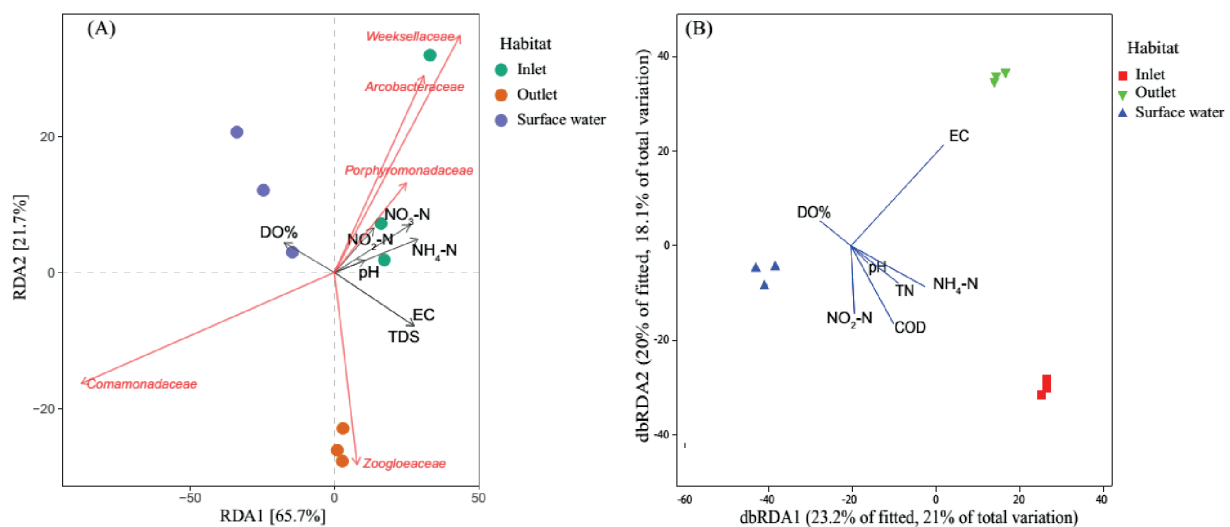 (A)
Weeksellaceae
Arcobacteraceae
Porphyromonadaceae
NO3-N
NO2-N
NH4-N
DO%
pH
EC
TDS
Comamonadaceae
Zoogloeaceae
20
0
−20
−50
0
50
RDA2 [21.7%]
RDA1 [65.7%]
Habitat
Inlet
Outlet
Surface water
(B)
40
20
0
-20
-40
-60
-40
-20
0
20
40
EC
DO%
pH
TN
NH4-N
NO2-N
COD
dbRDA2 (20% of fitted, 18.1% of total variation)
dbRDA1 (23.2% of fitted, 21% of total variation)
Habitat
Inlet
Outlet
Surface water